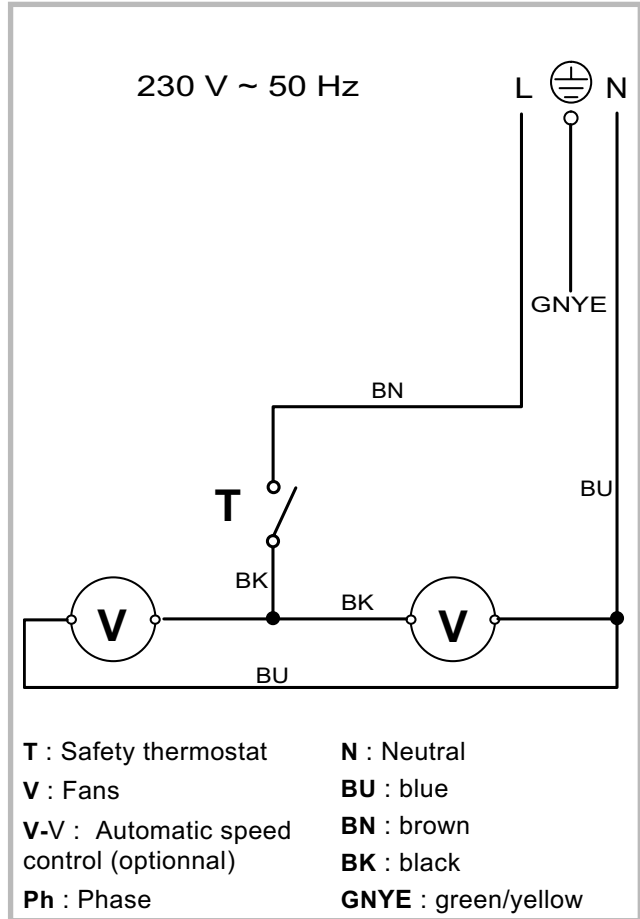 230 V ~ 50 Hz
L N
GNYE
BN
T
BU
BK
BK
V
V
BU
T : Safety thermostat
V : Fans
V-V : Automatic speed
control (optionnal)
Ph : Phase
N : Neutral
BU : blue
BN : brown
BK : black
GNYE : green/yellow